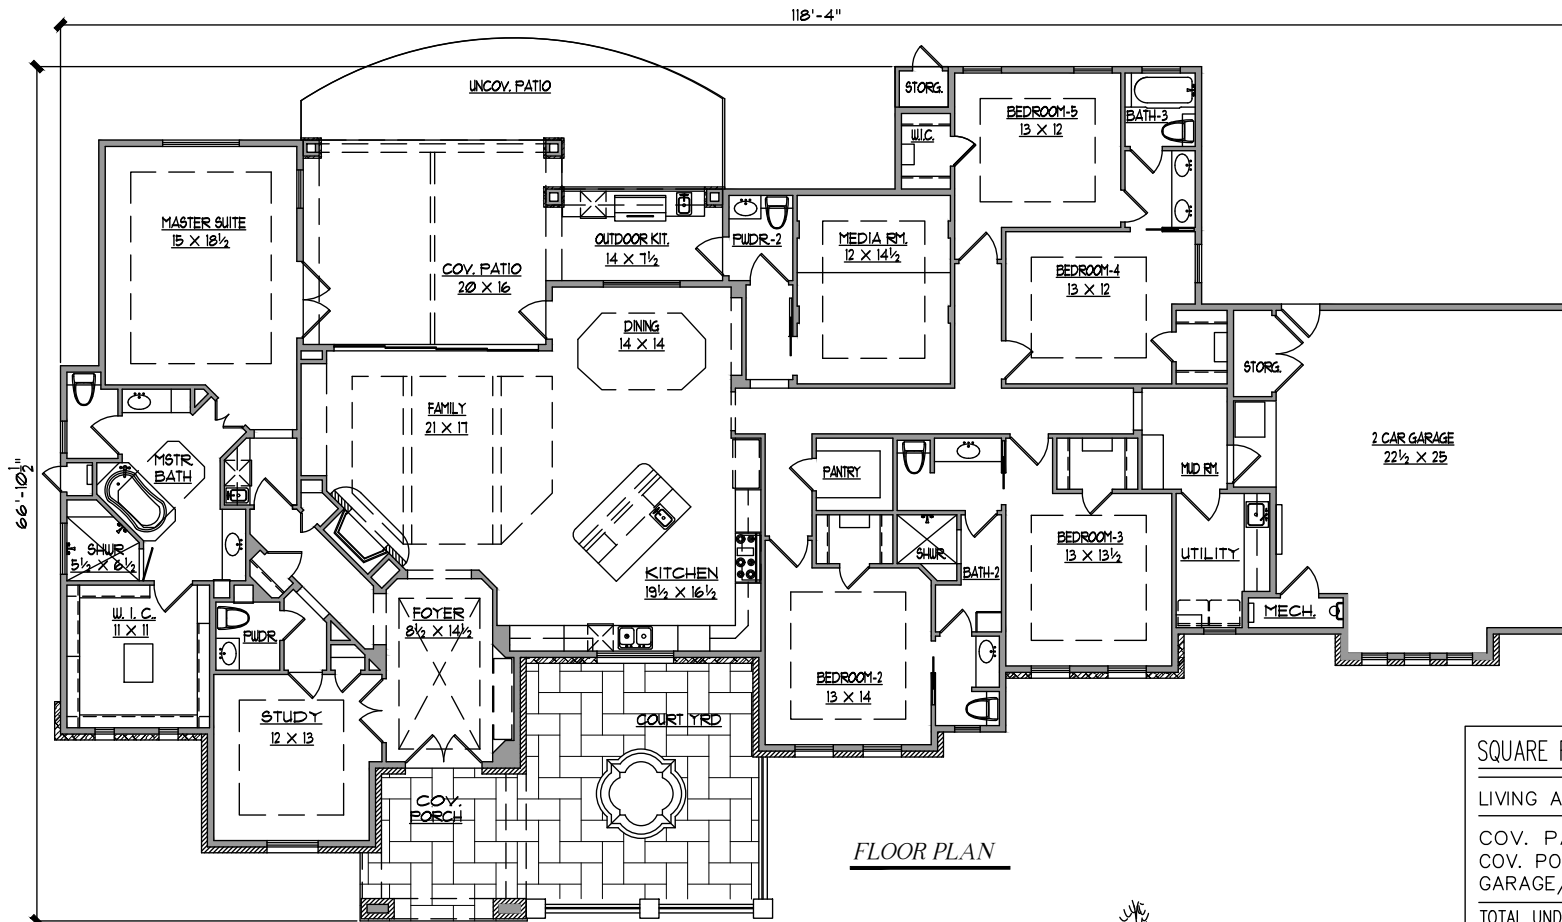 118'-4"
UNCOV. PATIO
STORG.
BEDROOM-5
13 X 12
BATH-3
W.I.C.
MASTER SUITE
15 X 18½
PWDR.-2
MEDIA RM.
12 X 14½
OUTDOOR KIT.
14 X 7½
COV. PATIO
20 X 16
BEDROOM-4
13 X 12
DINING
14 X 14
STORG.
FAMILY
21 X 17
2 CAR GARAGE
22½ X 25
66'-10½"
MSTR.
BATH
PANTRY
MUD RM.
SHWR
5½ X 6½
SHWR.
BEDROOM-3
13 X 13½
UTILITY
KITCHEN
19½ X 16½
BATH-2
W. I. C.
11 X 11
FOYER
8½ X 14½
MECH.
PWDR.
BEDROOM-2
13 X 14
STUDY
12 X 13
COURT YRD
COV.
PORCH
FLOOR PLAN
SQUARE
LIVING A
COV. PA
COV. PO
GARAGE/
TOTAL UND